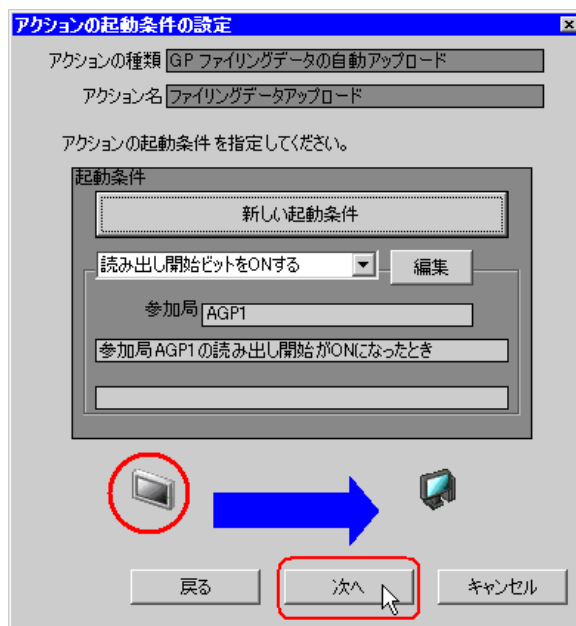 アクションの起動条件の設定
アクションの種類 GP ファイリングデータの自動アップロード
アクション名 ファイリングデータアップロード
アクションの起動条件 を指定してください。
起動条件
新しい起動条件
読み出し開始ビットをONする 編集
参加局 AGP1
参加局AGP1の読み出し開始がONになったとき
戻る 次へ キャンセル